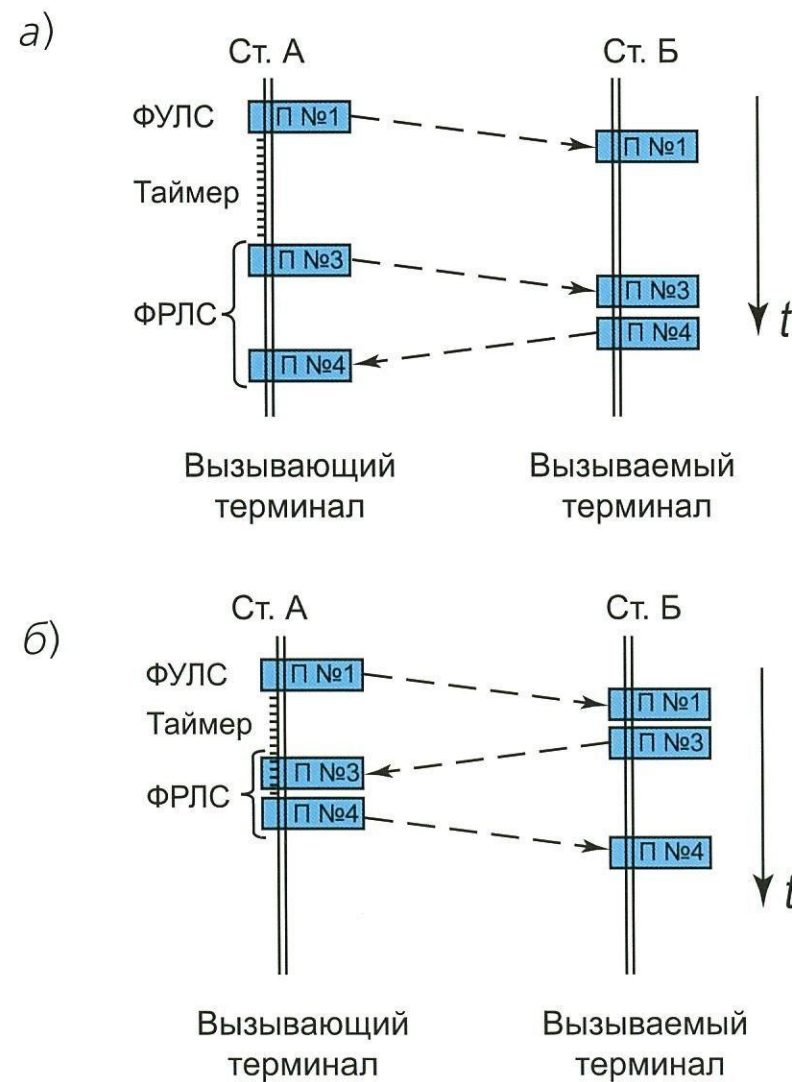 а)
Ст. А Ст. Б
ФУЛС П №1 П №1
Таймер
П №3 П №3
ФРЛС П №4 t
П №4
Вызывающий терминал
Вызываемый терминал
б)
Ст. А Ст. Б
ФУЛС П №1 П №1
Таймер П №3
ФРЛС П №3
П №4
П №4 t
Вызывающий терминал
Вызываемый терминал